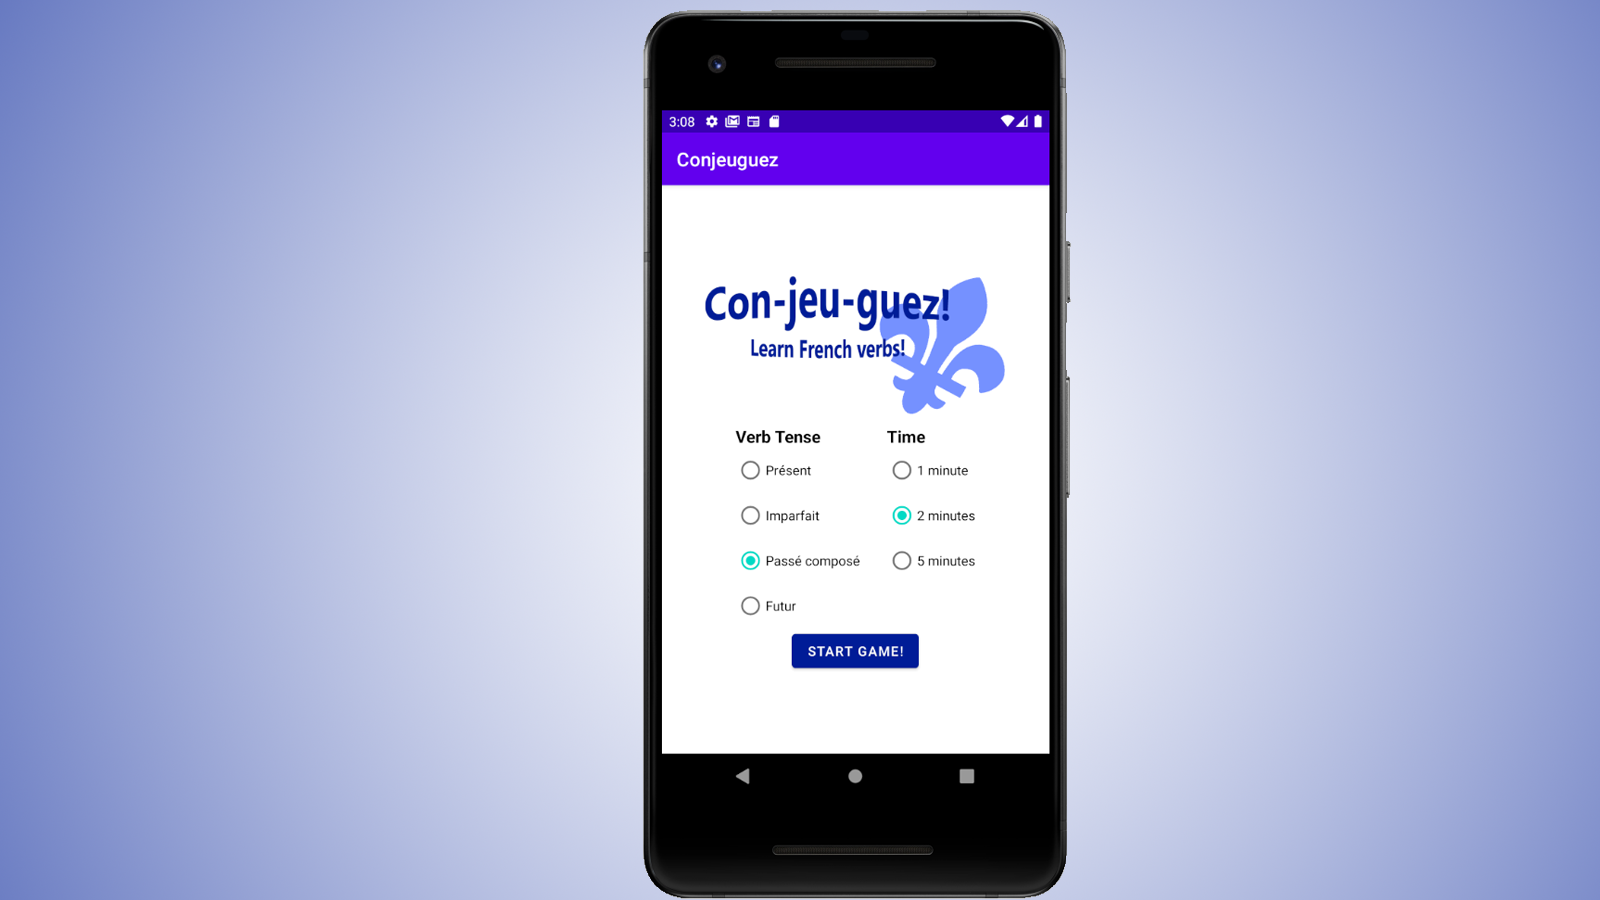 3:08
Conjeuguez
Con-jeu-guez!
Learn French verbs!
Verb Tense
Présent
Imparfait
Passé composé
Futur
Time
1 minute
2 minutes
5 minutes
START GAME!